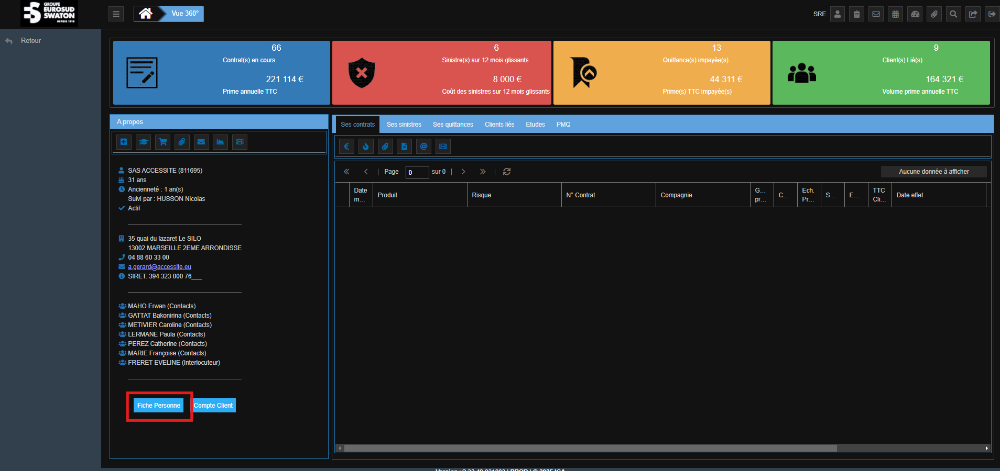 GROUPE
EUROSUD
SWATON
DEPUIS 1918
Vue 360°
SRE
Retour
66
Contrat(s) en cours
221 114 €
Prime annuelle TTC
6
Sinistre(s) sur 12 mois glissants
8 000 €
Coût des sinistres sur 12 mois glissants
13
Quittance(s) impayée(s)
44 311 €
Prime(s) TTC impayée(s)
9
Client(s) Lié(s)
164 321 €
Volume prime annuelle TTC
A propos
SAS ACCESSITE (811695)
31 ans
Ancienneté : 1 an(s)
Suivi par : HUSSON Nicolas
Actif
35 quai du lazaret Le SILO
13002 MARSEILLE 2EME ARRONDISSE
04 88 60 33 00
a.gerard@accessite.eu
SIRET: 394 323 000 76___
MAHO Erwan (Contacts)
GATTAT Bakonirina (Contacts)
METIVIER Caroline (Contacts)
LERMANE Paula (Contacts)
PEREZ Catherine (Contacts)
MARIE Françoise (Contacts)
FRERET EVELINE (Interlocuteur)
Fiche Personne Compte Client
Ses contrats Ses sinistres Ses quittances Clients liés Etudes PMQ
Page 0 sur 0
Aucune donnée à afficher
Date m... Produit Risque N° Contrat Compagnie G... pr... C... Ech. Pr... S... E... TTC Cli... Date effet